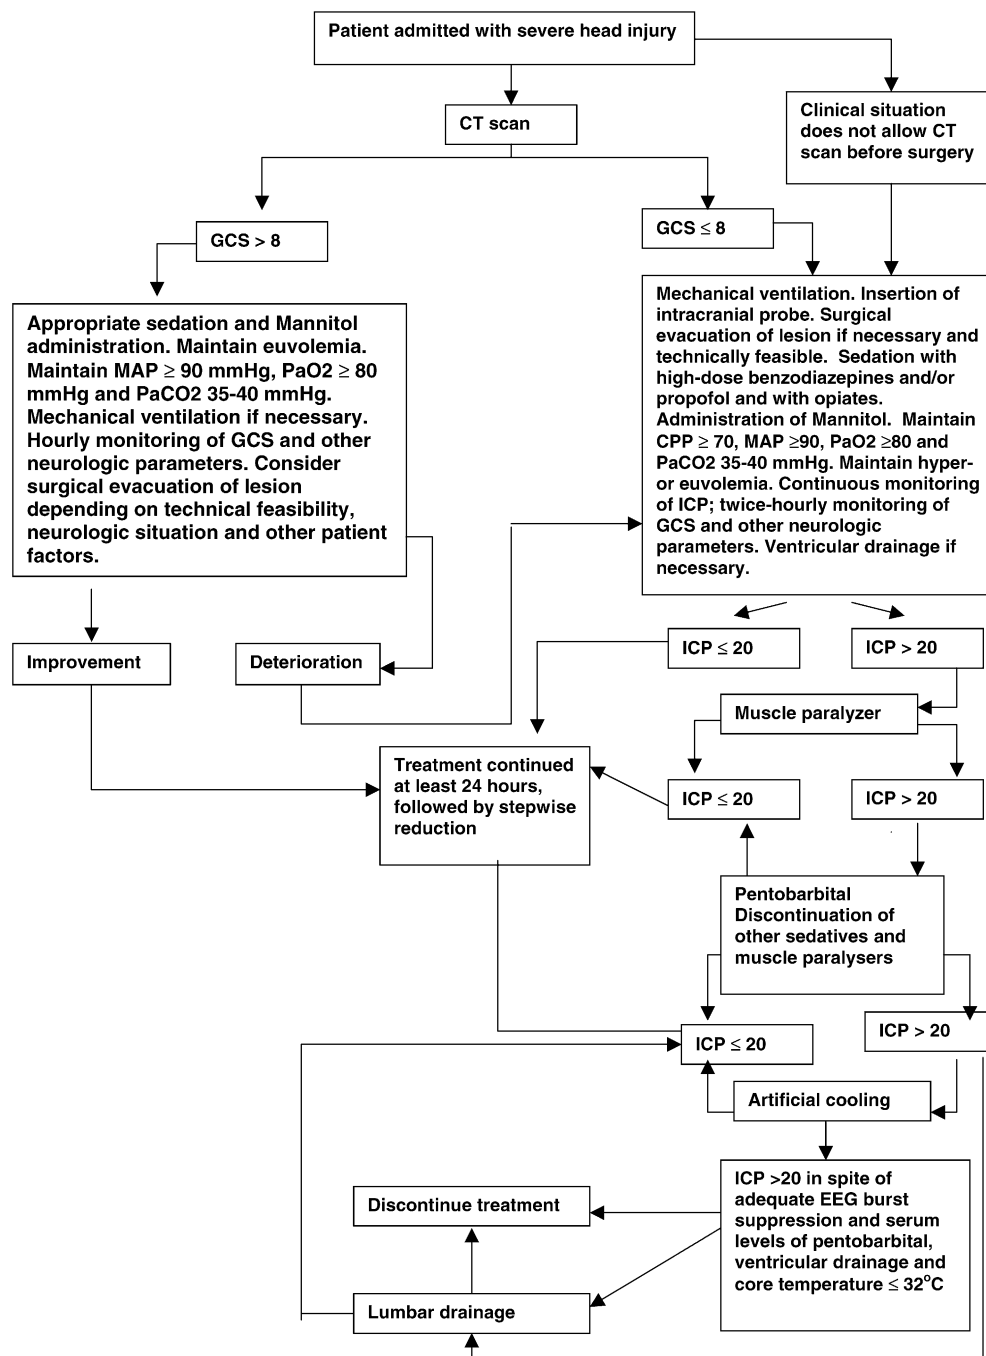 Patient admitted with severe head injury
CT scan
Clinical situation
does not allow CT
scan before surgery
GCS > 8
GCS ≤ 8
Appropriate sedation and Mannitol
administration. Maintain euvolemia.
Maintain MAP ≥ 90 mmHg, PaO2 ≥ 80
mmHg and PaCO2 35-40 mmHg.
Mechanical ventilation if necessary.
Hourly monitoring of GCS and other
neurologic parameters. Consider
surgical evacuation of lesion
depending on technical feasibility,
neurologic situation and other patient
factors.
Mechanical ventilation. Insertion of
intracranial probe. Surgical
evacuation of lesion if necessary and
technically feasible. Sedation with
high-dose benzodiazepines and/or
propofol and with opiates.
Administration of Mannitol. Maintain
CPP ≥ 70, MAP ≥90, PaO2 ≥80 and
PaCO2 35-40 mmHg. Maintain hyper-
or euvolemia. Continuous monitoring
of ICP; twice-hourly monitoring of
GCS and other neurologic
parameters. Ventricular drainage if
necessary.
Improvement
Deterioration
ICP ≤ 20
ICP > 20
Muscle paralyzer
Treatment continued
at least 24 hours,
followed by stepwise
reduction
ICP ≤ 20
ICP > 20
Pentobarbital
Discontinuation of
other sedatives and
muscle paralysers
ICP ≤ 20
ICP > 20
Artificial cooling
ICP >20 in spite of
adequate EEG burst
suppression and serum
levels of pentobarbital,
ventricular drainage and
core temperature ≤ 32°C
Discontinue treatment
Lumbar drainage